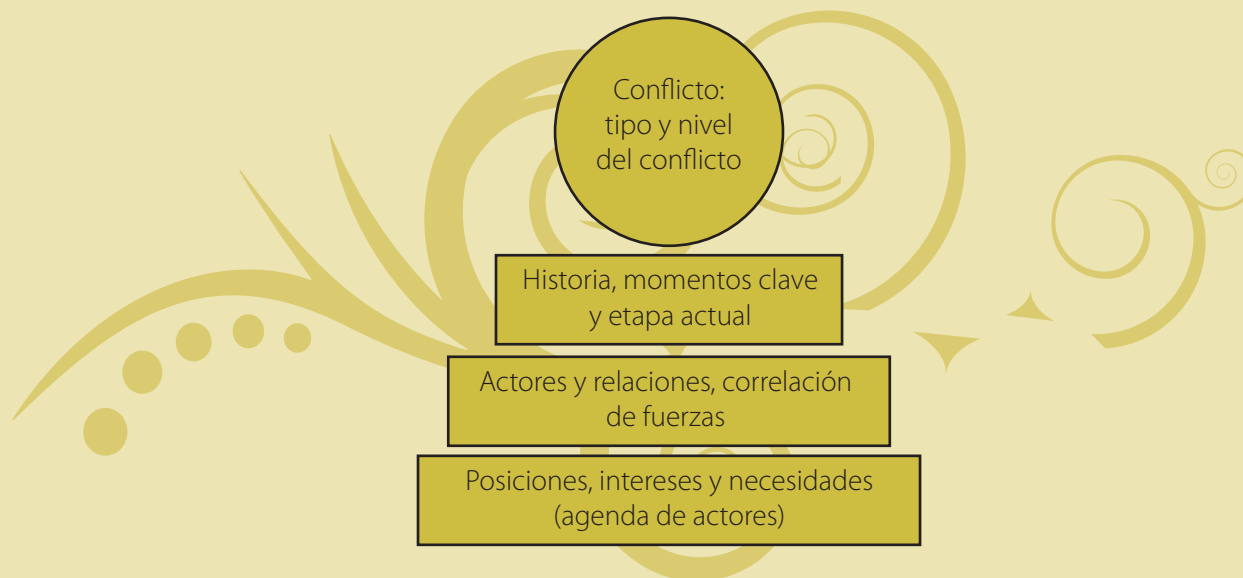 Conflicto:
tipo y nivel
del conflicto
Historia, momentos clave
y etapa actual
Actores y relaciones, correlación
de fuerzas
Posiciones, intereses y necesidades
(agenda de actores)